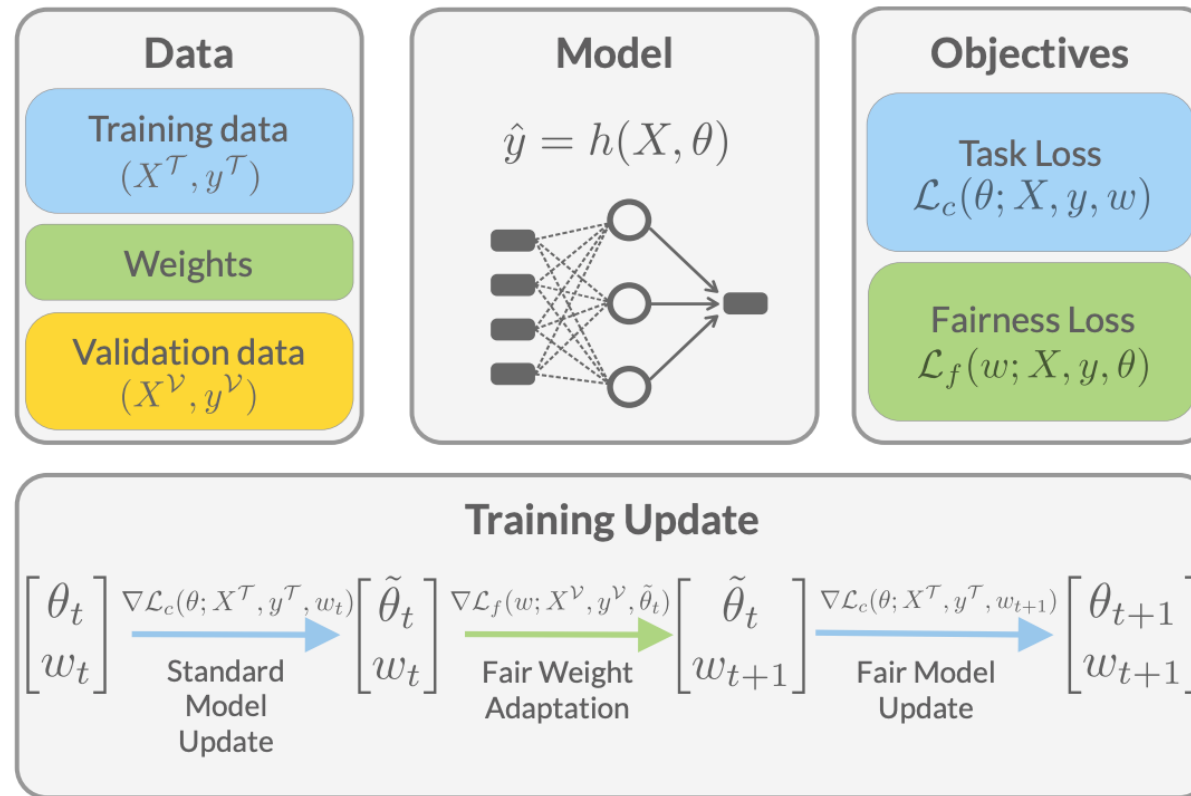 Data
Training data
(X^𝒯, y^𝒯)
Weights
Validation data
(X^𝒱, y^𝒱)
Model
ŷ = h(X, θ)
Objectives
Task Loss
ℒ_c(θ; X, y, w)
Fairness Loss
ℒ_f(w; X, y, θ)
Training Update
[θ_t w_t]
∇ℒ_c(θ; X^𝒯, y^𝒯, w_t)
Standard
Model
Update
[θ̃_t w_t]
∇ℒ_f(w; X^𝒱, y^𝒱, θ̃_t)
Fair Weight
Adaptation
[θ̃_t w_{t+1}]
∇ℒ_c(θ; X^𝒯, y^𝒯, w_{t+1})
Fair Model
Update
[θ_{t+1} w_{t+1}]